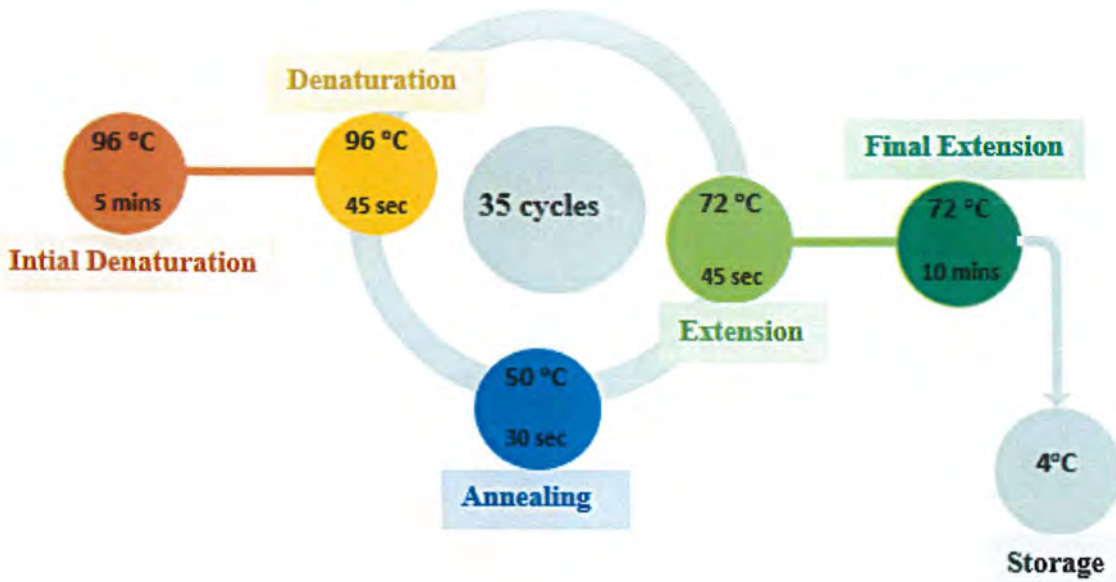 Denaturation
96 °C
5 mins
Intial Denaturation
96 °C
45 sec
35 cycles
72 °C
45 sec
Extension
50 °C
30 sec
Annealing
Final Extension
72 °C
10 mins
4°C
Storage